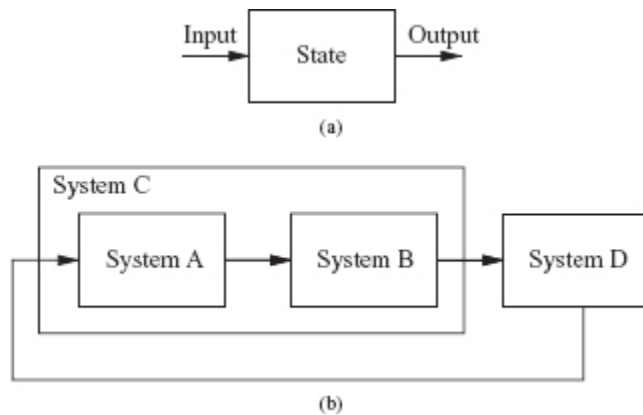 Input
State
Output
(a)
System C
System A
System B
System D
(b)